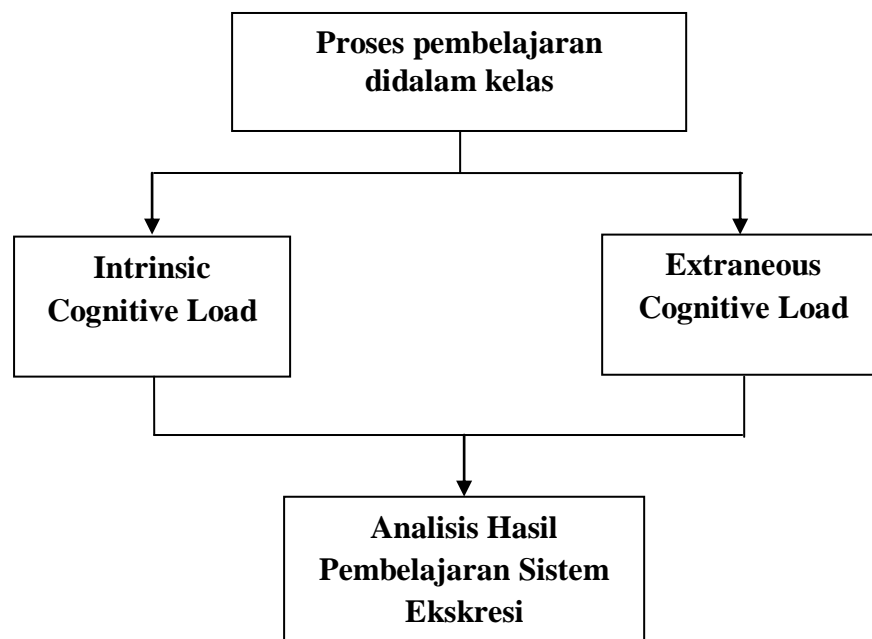 Proses pembelajaran
didalam kelas
Intrinsic
Cognitive Load
Extraneous
Cognitive Load
Analisis Hasil
Pembelajaran Sistem
Ekskresi